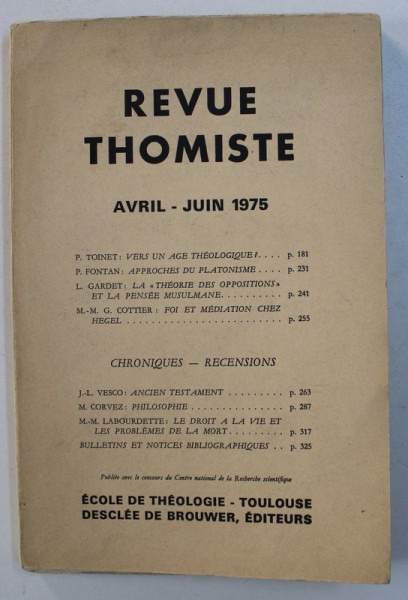 REVUE
THOMISTE
AVRIL - JUIN 1975
P. TOINET : VERS UN AGE THÉOLOGIQUE ?.... p. 181
P. FONTAN : APPROCHES DU PLATONISME .... p. 231
L. GARDET : LA « THÉORIE DES OPPOSITIONS »
ET LA PENSÉE MUSULMANE......... p. 241
M.-M. G. COTTIER : FOI ET MÉDIATION CHEZ
HEGEL ........................ p. 255
CHRONIQUES — RECENSIONS
J.-L. VESCO : ANCIEN TESTAMENT ........ p. 263
M. CORVEZ : PHILOSOPHIE ............... p. 287
M.-M. LABOURDETTE : LE DROIT A LA VIE ET
LES PROBLÈMES DE LA MORT......... p. 317
BULLETINS ET NOTICES BIBLIOGRAPHIQUES .. p. 325
Publiée avec le concours du Centre national de la Recherche scientifique
ÉCOLE DE THÉOLOGIE - TOULOUSE
DESCLÉE DE BROUWER, ÉDITEURS